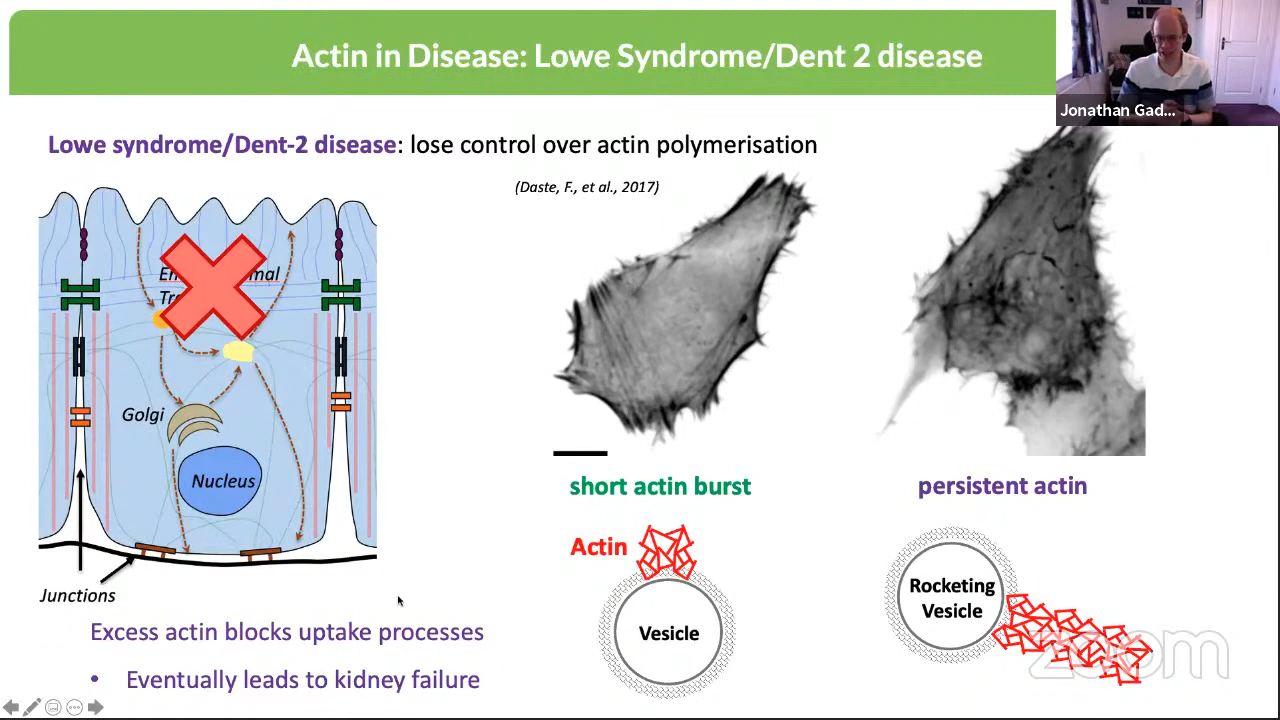 Actin in Disease: Lowe Syndrome/Dent 2 disease
Jonathan Gad...
Lowe syndrome/Dent-2 disease: lose control over actin polymerisation
(Daste, F., et al., 2017)
Golgi
Nucleus
Junctions
short actin burst
persistent actin
Actin
Vesicle
Rocketing
Vesicle
Excess actin blocks uptake processes
• Eventually leads to kidney failure
zoom